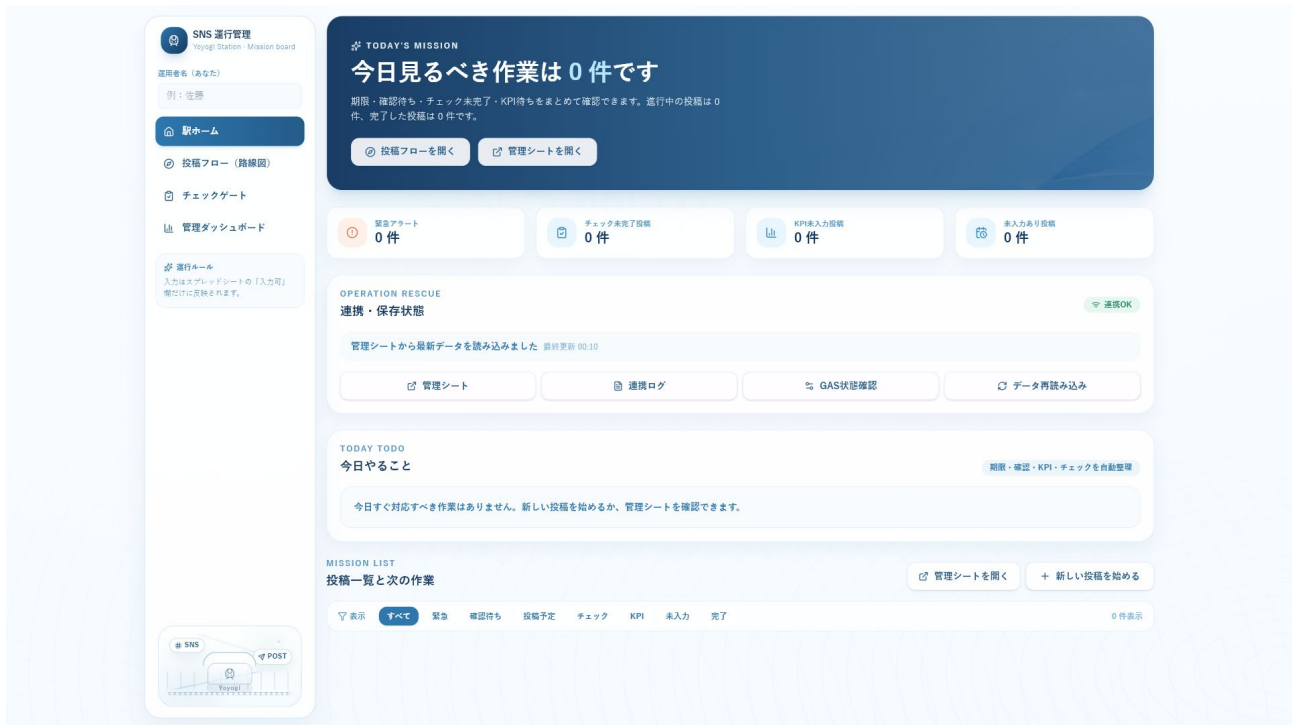 SNS 運行管理
Yoyogi Station · Mission board
運用者名（あなた）
例：佐藤
駅ホーム
投稿フロー（路線図）
チェックゲート
管理ダッシュボード
運行ルール
入力はスプレッドシートの「入力可」
欄だけに反映されます。
# SNS
POST
Yoyogi
TODAY'S MISSION
今日見るべき作業は 0 件です
期限・確認待ち・チェック未完了・KPI待ちをまとめて確認できます。進行中の投稿は 0
件、完了した投稿は 0 件です。
投稿フローを開く
管理シートを開く
緊急アラート
0 件
チェック未完了投稿
0 件
KPI未入力投稿
0 件
未入力あり投稿
0 件
OPERATION RESCUE
連携・保存状態
連携OK
管理シートから最新データを読み込みました 最終更新 00:10
管理シート
連携ログ
GAS状態確認
データ再読み込み
TODAY TODO
今日やること
期限・確認・KPI・チェックを自動整理
今日すぐ対応すべき作業はありません。新しい投稿を始めるか、管理シートを確認できます。
MISSION LIST
投稿一覧と次の作業
管理シートを開く
+ 新しい投稿を始める
表示 すべて 緊急 確認待ち 投稿予定 チェック KPI 未入力 完了
0 件表示